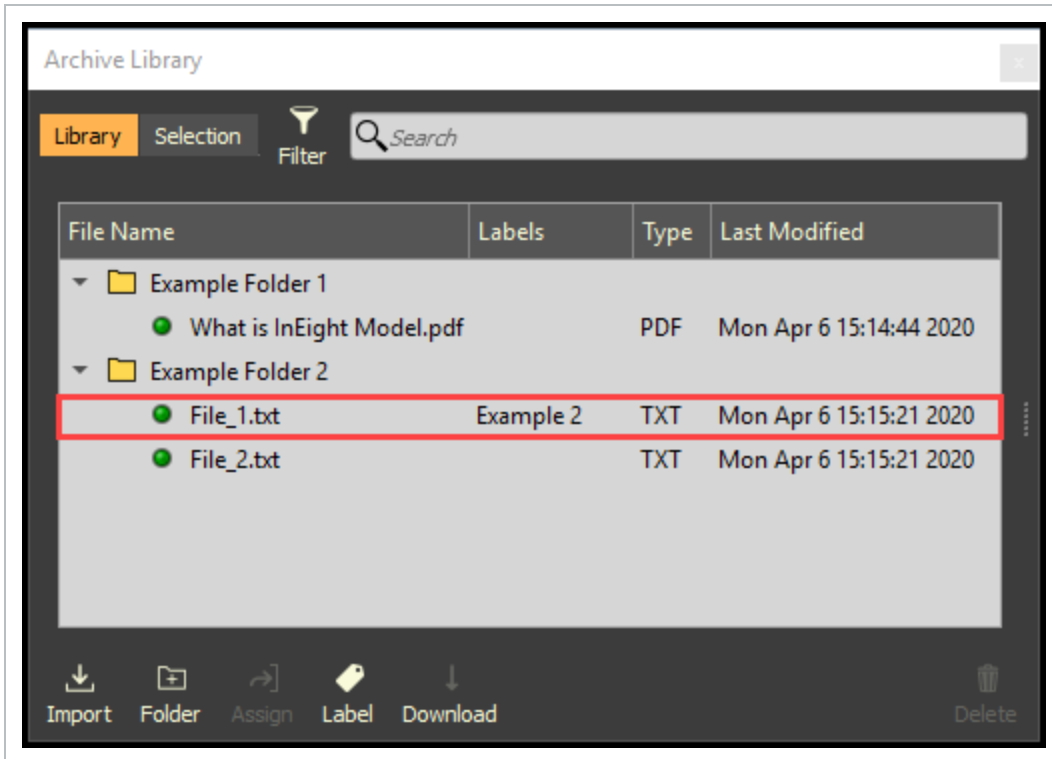 Archive Library
x
Library Selection Filter Search
File Name Labels Type Last Modified
Example Folder 1
What is InEight Model.pdf PDF Mon Apr 6 15:14:44 2020
Example Folder 2
File_1.txt Example 2 TXT Mon Apr 6 15:15:21 2020
File_2.txt TXT Mon Apr 6 15:15:21 2020
Import Folder Assign Label Download Delete